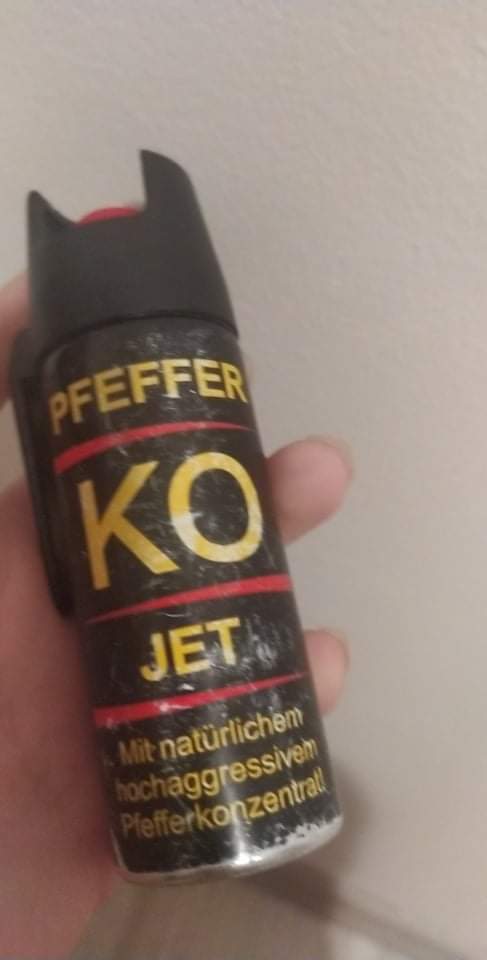 PFEFFER
KO
JET
Mit natürlichem
hochaggressivem
Pfefferkonzentrat!